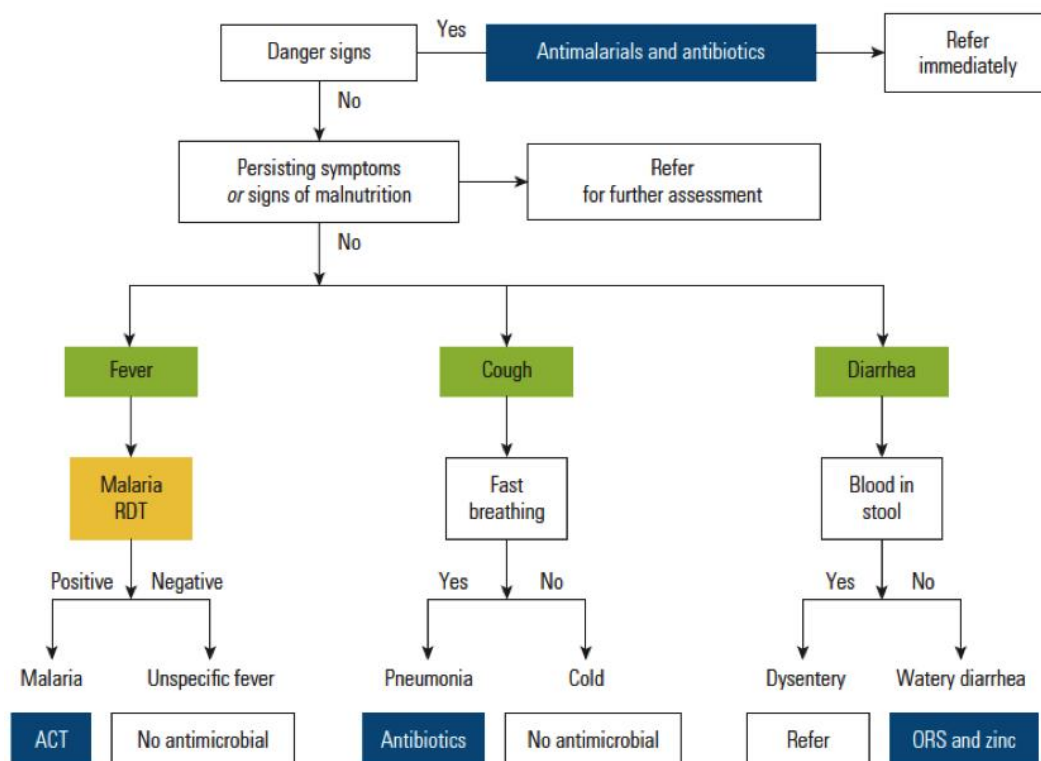 Danger signs
Yes
Antimalarials and antibiotics
Refer
immediately
No
Persisting symptoms
or signs of malnutrition
Refer
for further assessment
No
Fever
Cough
Diarrhea
Malaria
RDT
Fast
breathing
Blood in
stool
Positive
Negative
Yes
No
Yes
No
Malaria
Unspecific fever
Pneumonia
Cold
Dysentery
Watery diarrhea
ACT
No antimicrobial
Antibiotics
No antimicrobial
Refer
ORS and zinc